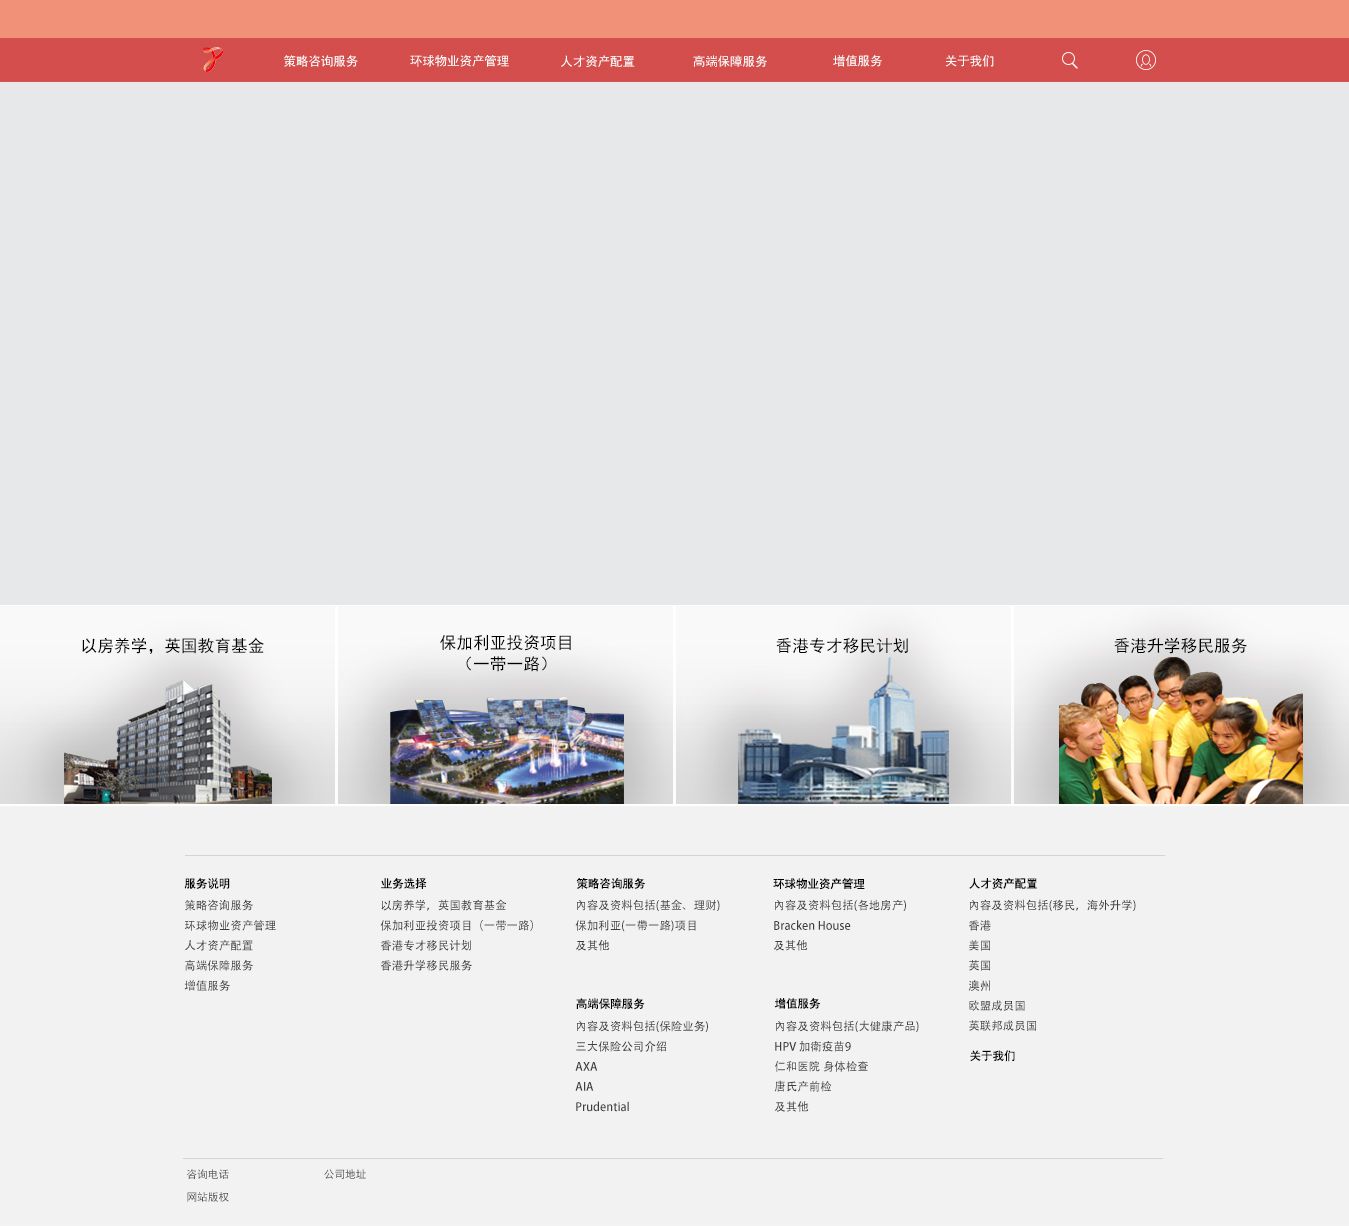 策略咨询服务
环球物业资产管理
人才资产配置
高端保障服务
增值服务
关于我们
以房养学，英国教育基金
保加利亚投资项目
（一带一路）
香港专才移民计划
香港升学移民服务
服务说明
策略咨询服务
环球物业资产管理
人才资产配置
高端保障服务
增值服务
业务选择
以房养学，英国教育基金
保加利亚投资项目（一带一路）
香港专才移民计划
香港升学移民服务
策略咨询服务
內容及资料包括(基金、理财)
保加利亚(一帶一路)项目
及其他
环球物业资产管理
內容及资料包括(各地房产)
Bracken House
及其他
人才资产配置
內容及资料包括(移民，海外升学)
香港
美国
英国
澳州
欧盟成员国
英联邦成员国
关于我们
高端保障服务
內容及资料包括(保险业务)
三大保险公司介绍
AXA
AIA
Prudential
增值服务
內容及资料包括(大健康产品)
HPV 加衛疫苗9
仁和医院 身体检查
唐氏产前检
及其他
咨询电话
公司地址
网站版权